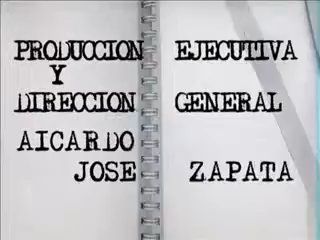 PRODUCCION EJECUTIVA
Y
DIRECCION GENERAL
AICARDO
JOSE ZAPATA